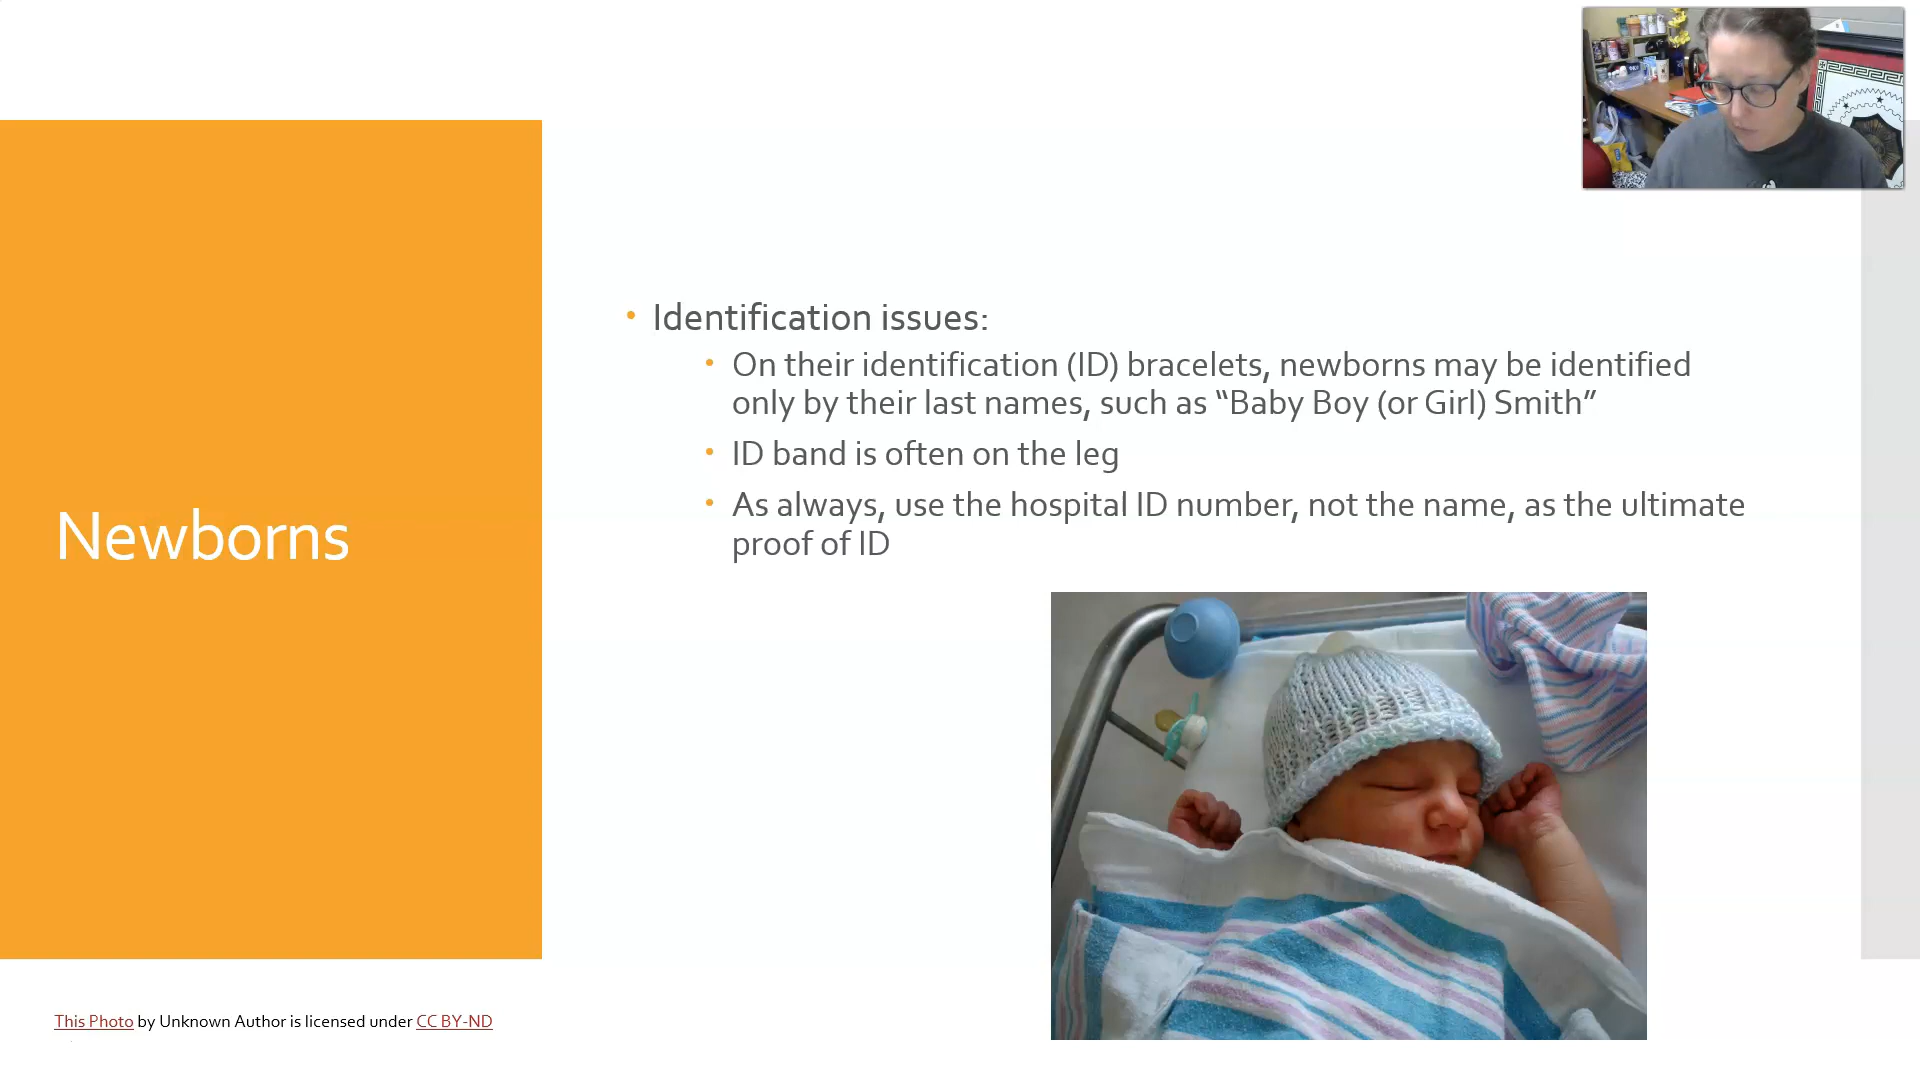 Newborns
Identification issues:
On their identification (ID) bracelets, newborns may be identified
only by their last names, such as “Baby Boy (or Girl) Smith”
ID band is often on the leg
As always, use the hospital ID number, not the name, as the ultimate
proof of ID
This Photo by Unknown Author is licensed under CC BY-ND